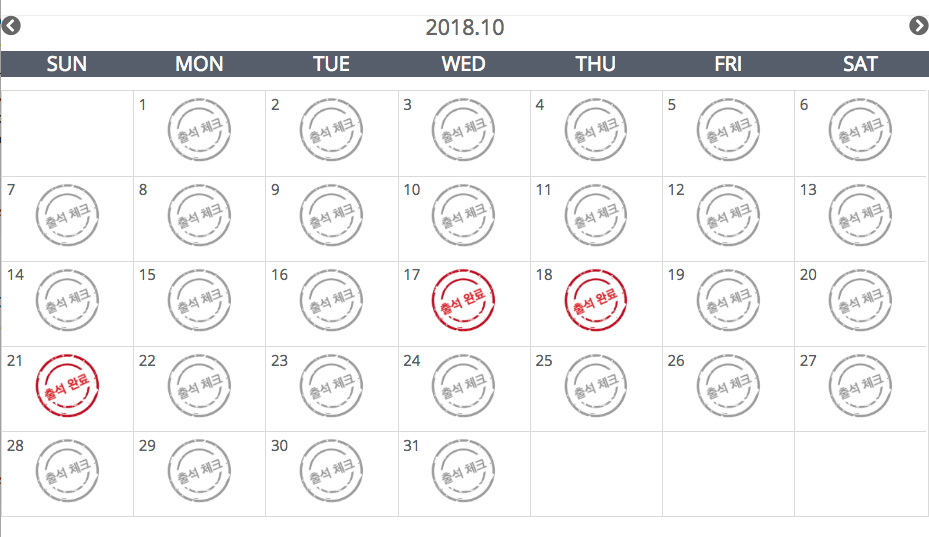 2018.10
SUN MON TUE WED THU FRI SAT
1 출석 체크 2 출석 체크 3 출석 체크 4 출석 체크 5 출석 체크 6 출석 체크
7 출석 체크 8 출석 체크 9 출석 체크 10 출석 체크 11 출석 체크 12 출석 체크 13 출석 체크
14 출석 체크 15 출석 체크 16 출석 체크 17 출석 완료 18 출석 완료 19 출석 체크 20 출석 체크
21 출석 완료 22 출석 체크 23 출석 체크 24 출석 체크 25 출석 체크 26 출석 체크 27 출석 체크
28 출석 체크 29 출석 체크 30 출석 체크 31 출석 체크